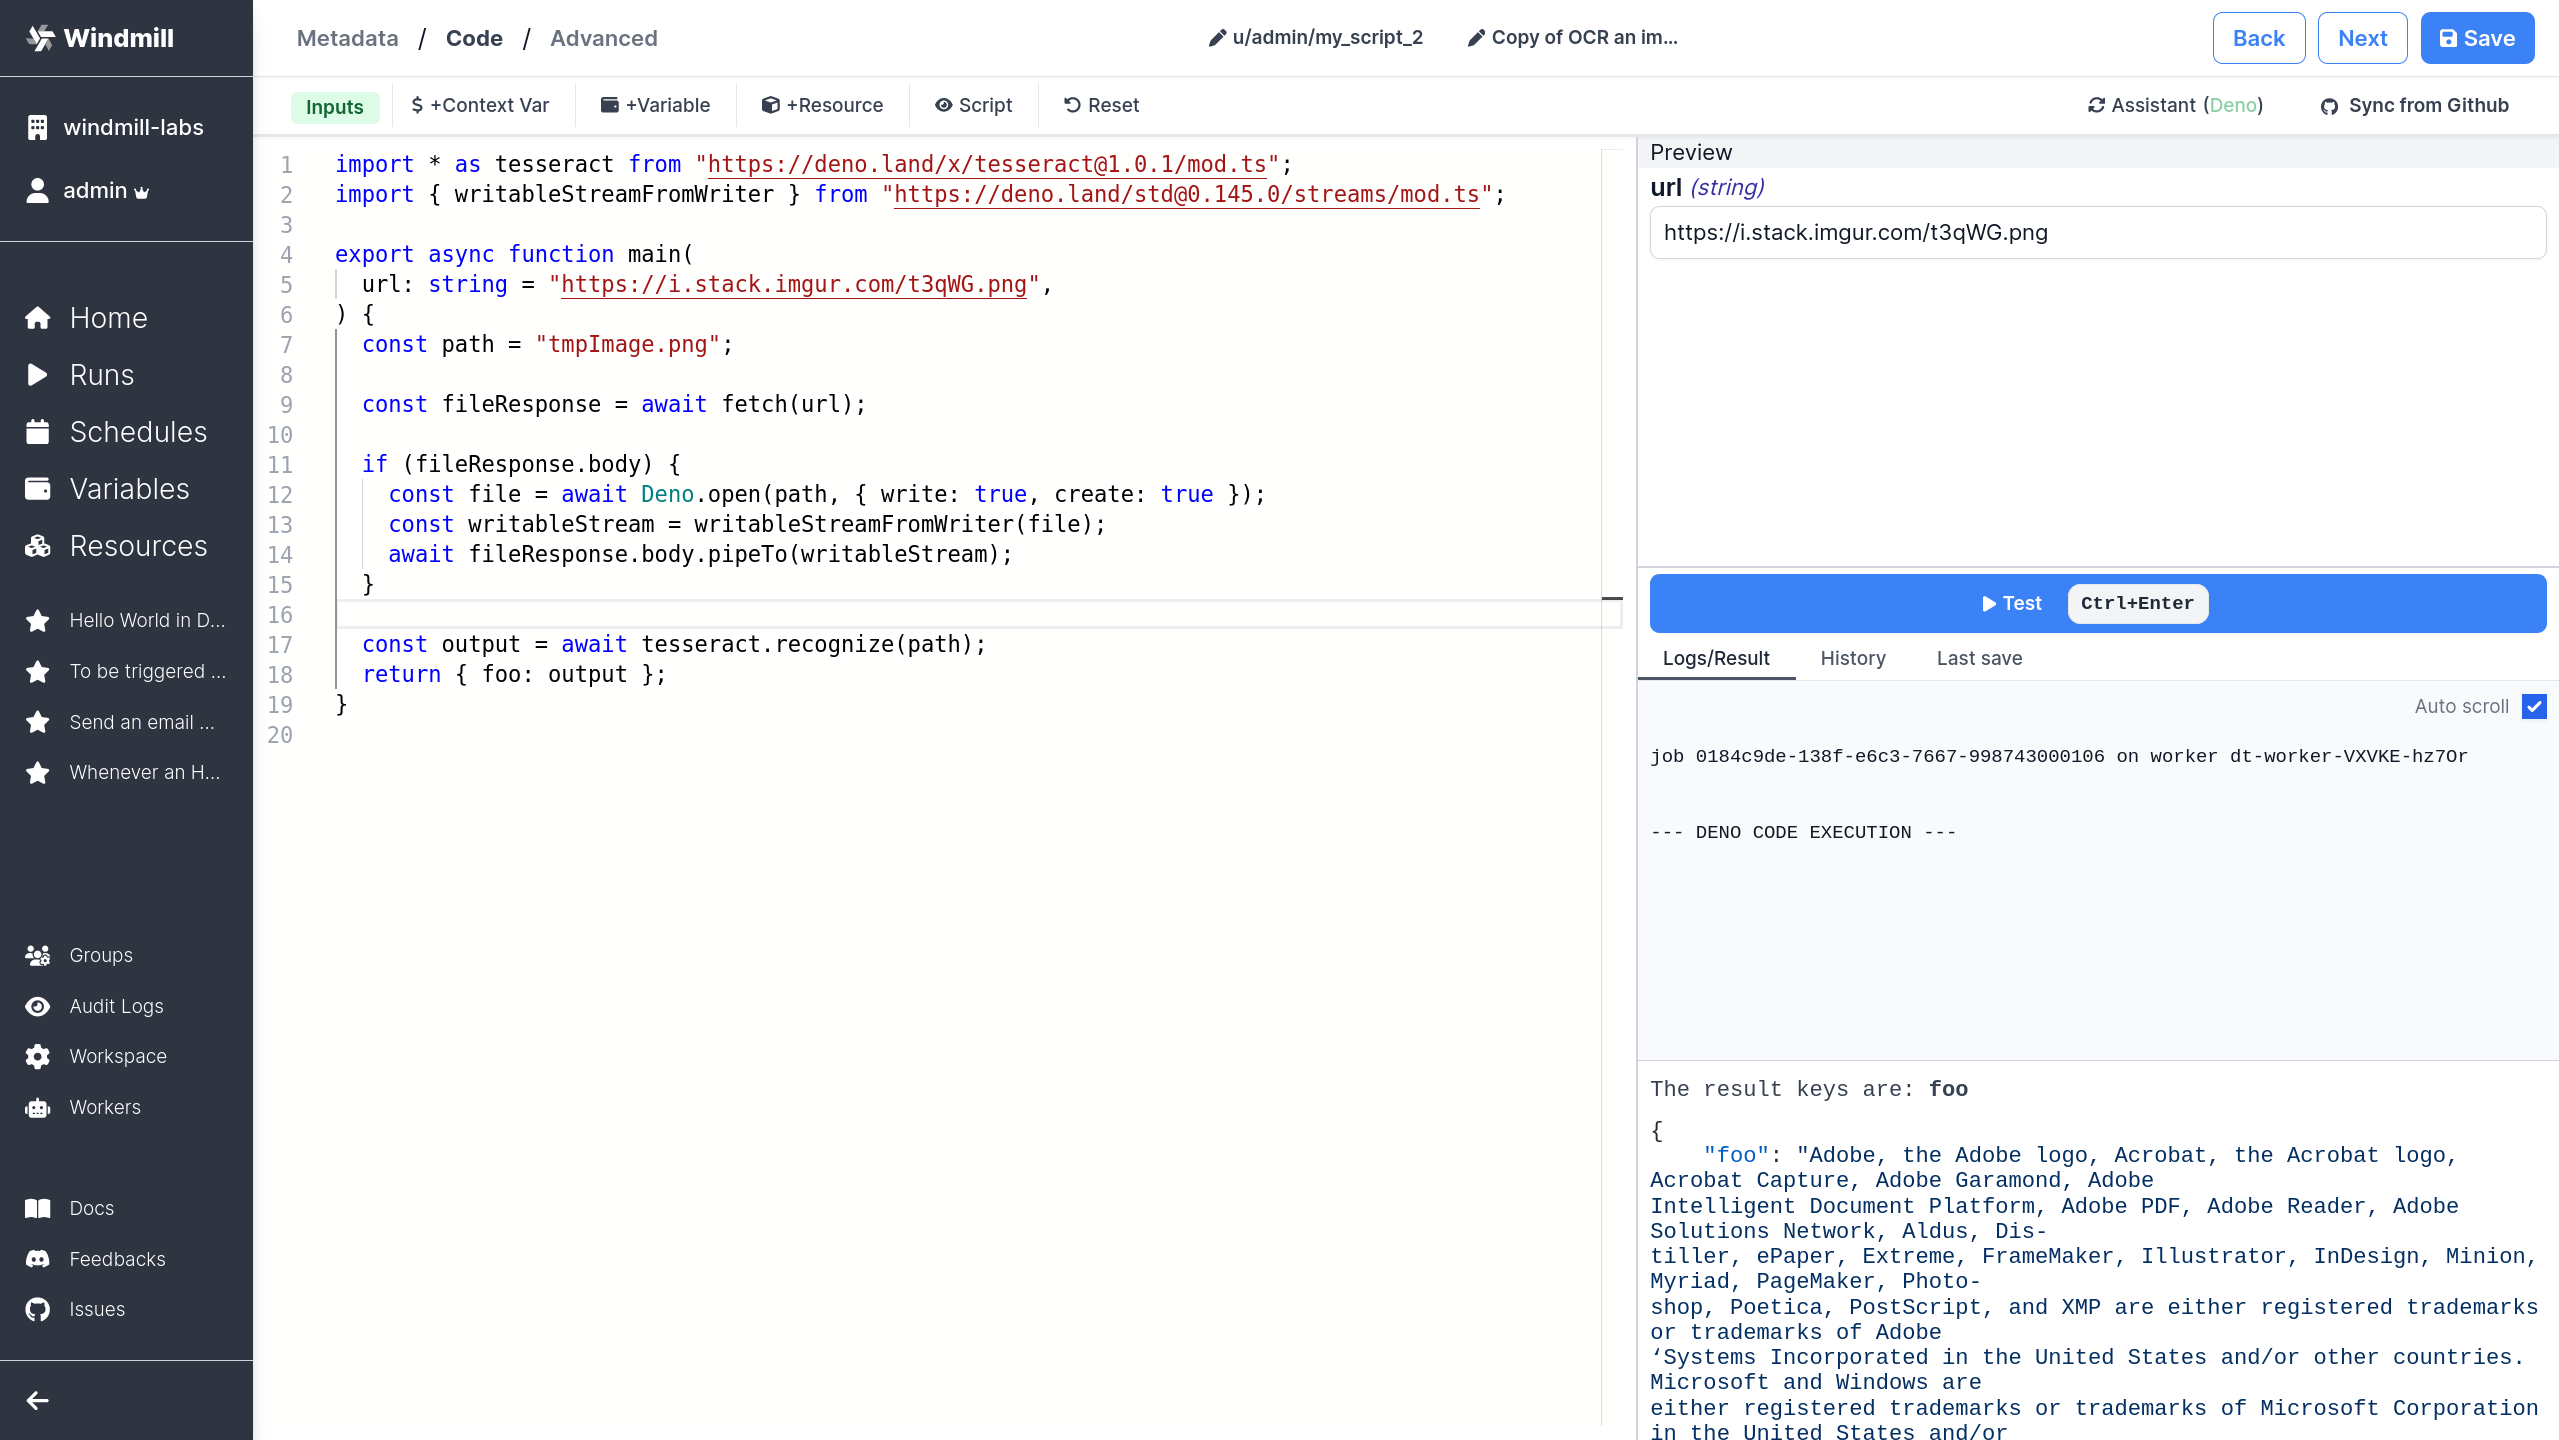 Windmill
windmill-labs
admin
Home
Runs
Schedules
Variables
Resources
Hello World in D...
To be triggered ...
Send an email ...
Whenever an H...
Groups
Audit Logs
Workspace
Workers
Docs
Feedbacks
Issues
Metadata / Code / Advanced
u/admin/my_script_2
Copy of OCR an im...
Back
Next
Save
Inputs
$ +Context Var
+Variable
+Resource
Script
Reset
Assistant (Deno)
Sync from Github
1 import * as tesseract from "https://deno.land/x/tesseract@1.0.1/mod.ts";
2 import { writableStreamFromWriter } from "https://deno.land/std@0.145.0/streams/mod.ts";
3
4 export async function main(
5 url: string = "https://i.stack.imgur.com/t3qWG.png",
6 ) {
7 const path = "tmpImage.png";
8
9 const fileResponse = await fetch(url);
10
11 if (fileResponse.body) {
12 const file = await Deno.open(path, { write: true, create: true });
13 const writableStream = writableStreamFromWriter(file);
14 await fileResponse.body.pipeTo(writableStream);
15 }
16
17 const output = await tesseract.recognize(path);
18 return { foo: output };
19 }
20
Preview
url (string)
https://i.stack.imgur.com/t3qWG.png
Test Ctrl+Enter
Logs/Result
History
Last save
Auto scroll
job 0184c9de-138f-e6c3-7667-998743000106 on worker dt-worker-VXVKE-hz7Or
--- DENO CODE EXECUTION ---
The result keys are: foo
{
"foo": "Adobe, the Adobe logo, Acrobat, the Acrobat logo,
Acrobat Capture, Adobe Garamond, Adobe
Intelligent Document Platform, Adobe PDF, Adobe Reader, Adobe
Solutions Network, Aldus, Dis-
tiller, ePaper, Extreme, FrameMaker, Illustrator, InDesign, Minion,
Myriad, PageMaker, Photo-
shop, Poetica, PostScript, and XMP are either registered trademarks
or trademarks of Adobe
‘Systems Incorporated in the United States and/or other countries.
Microsoft and Windows are
either registered trademarks or trademarks of Microsoft Corporation
in the United States and/or